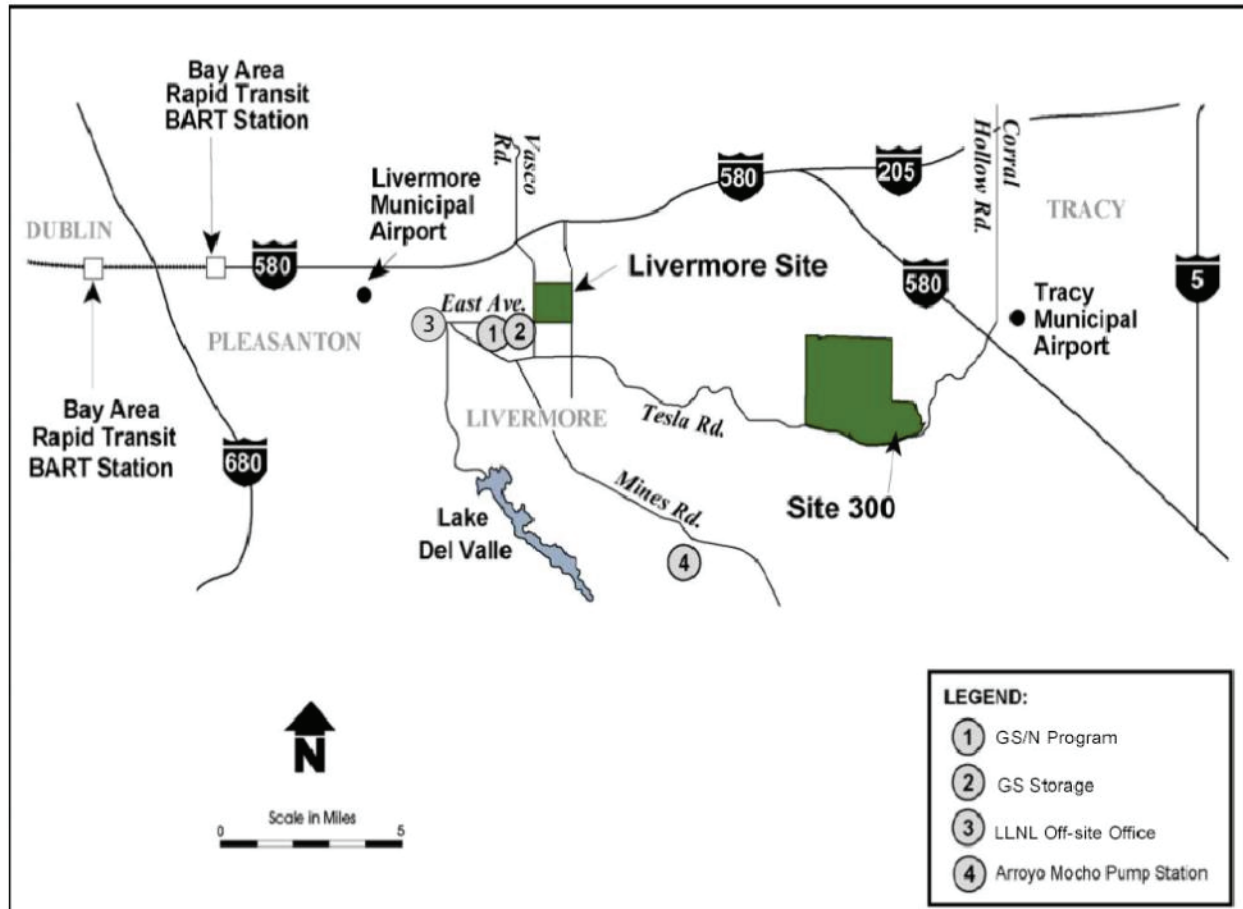 Bay Area
Rapid Transit
BART Station
Vasco
Rd.
Livermore
Municipal
Airport
580
205
Corral
Hollow Rd.
TRACY
DUBLIN
580
Livermore Site
580
5
East Ave.
Tracy
Municipal
Airport
3
1
2
PLEASANTON
Bay Area
Rapid Transit
BART Station
LIVERMORE
Tesla Rd.
680
Mines Rd.
Site 300
Lake
Del Valle
4
LEGEND:
1 GS/N Program
2 GS Storage
3 LLNL Off-site Office
4 Arroyo Mocho Pump Station
N
Scale in Miles
0 5